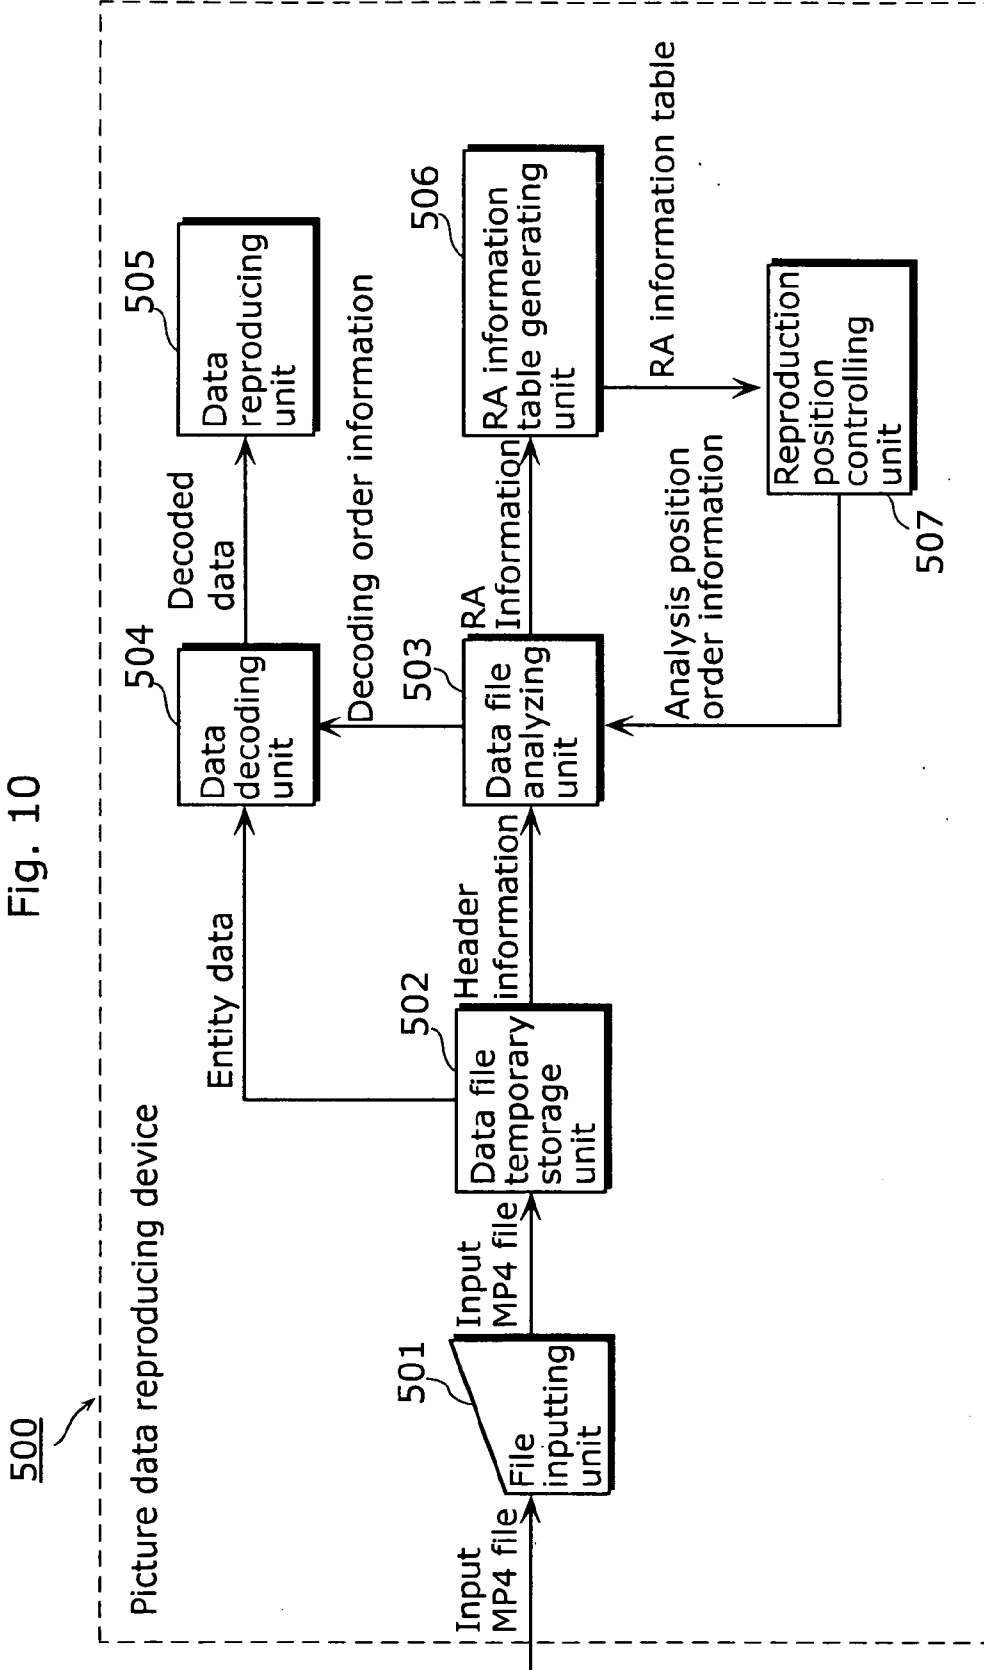 Fig. 10
500
Picture data reproducing device
Input
MP4 file
501
File
inputting
unit
Input
MP4 file
502
Data file
temporary
storage
unit
Entity data
Header
information
503
Data file
analyzing
unit
504
Data
decoding
unit
Decoding order information
Decoded
data
505
Data
reproducing
unit
RA
Information
506
RA information
table generating
unit
RA information table
507
Reproduction
position
controlling
unit
Analysis position
order information